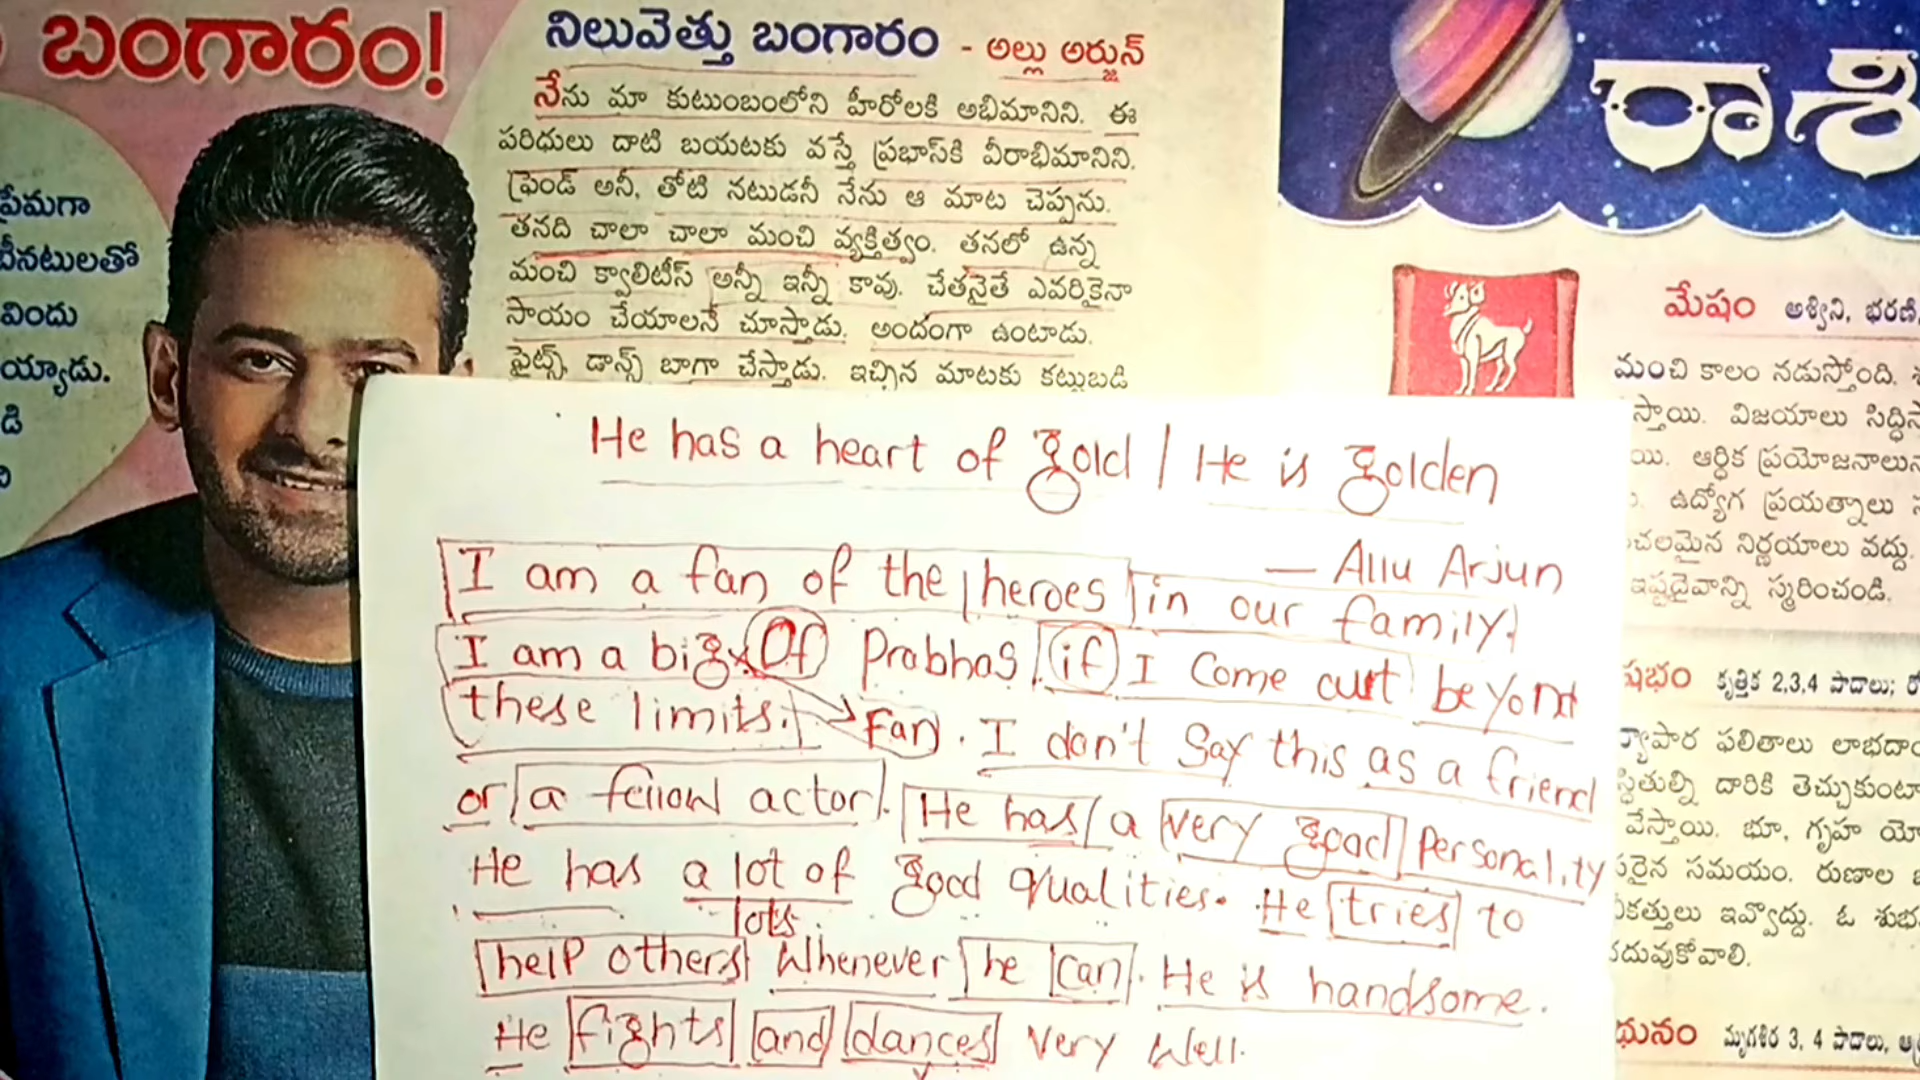 బంగారం!
ప్రేమగా
వినటులతో
విందు
య్యాడు.
డి
నిలువెత్తు బంగారం - అల్లు అర్జున్
నేను మా కుటుంబంలోని హీరోలకి అభిమానిని. ఈ
పరిధులు దాటి బయటకు వస్తే ప్రభాస్‌కి వీరాభిమానిని.
ఫ్రెండ్ అనీ, తోటి నటుడనీ నేను ఆ మాట చెప్పను.
తనది చాలా చాలా మంచి వ్యక్తిత్వం. తనలో ఉన్న
మంచి క్వాలిటీస్ అన్నీ ఇన్నీ కావు. చేతనైతే ఎవరికైనా
సాయం చేయాలనే చూస్తాడు. అందంగా ఉంటాడు.
ఫైట్స్, డాన్స్ బాగా చేస్తాడు. ఇచ్చిన మాటకు కట్టుబడి
He has a heart of gold / He is golden
— Allu Arjun
I am a fan of the heroes in our family.
I am a big of Prabhas if I come out beyond
these limits. Fan. I don't say this as a friend
or a fellow actor. He has a very good personality
He has a lot of good qualities. He tries to
lots
help others whenever he can. He is handsome.
He fights and dances very well.
రాశి
మేషం అశ్విని, భరణి,
మంచి కాలం నడుస్తోంది.
స్తాయి. విజయాలు సిద్ధిస
యి. ఆర్థిక ప్రయోజనాలున
ఉద్యోగ ప్రయత్నాలు
చలమైన నిర్ణయాలు వద్దు.
ఇష్టదైవాన్ని స్మరించండి.
షభం కృత్తిక 2,3,4 పాదాలు; రో
్యాపార ఫలితాలు లాభదాం
స్థితుల్ని దారికి తెచ్చుకుంటా
వేస్తాయి. భూ, గృహ యో
సరైన సమయం. రుణాల
కత్తులు ఇవ్వొద్దు. ఓ శుభ
చదువుకోవాలి.
థునం మృగశిర 3, 4 పాదాలు, ఆ